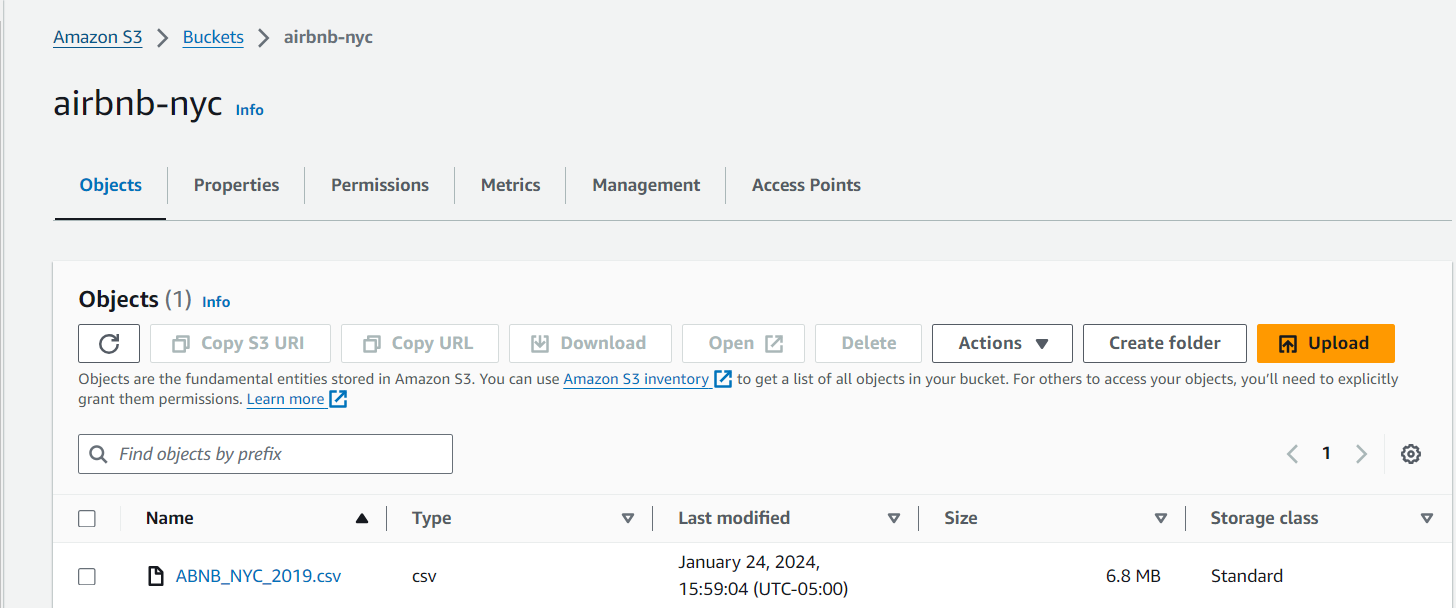 Amazon S3 > Buckets > airbnb-nyc
airbnb-nyc Info
Objects Properties Permissions Metrics Management Access Points
Objects (1) Info
Copy S3 URI Copy URL Download Open Delete Actions Create folder Upload
Objects are the fundamental entities stored in Amazon S3. You can use Amazon S3 inventory to get a list of all objects in your bucket. For others to access your objects, you'll need to explicitly
grant them permissions. Learn more
Find objects by prefix 1
Name Type Last modified Size Storage class
ABNB_NYC_2019.csv csv January 24, 2024, 6.8 MB Standard
15:59:04 (UTC-05:00)